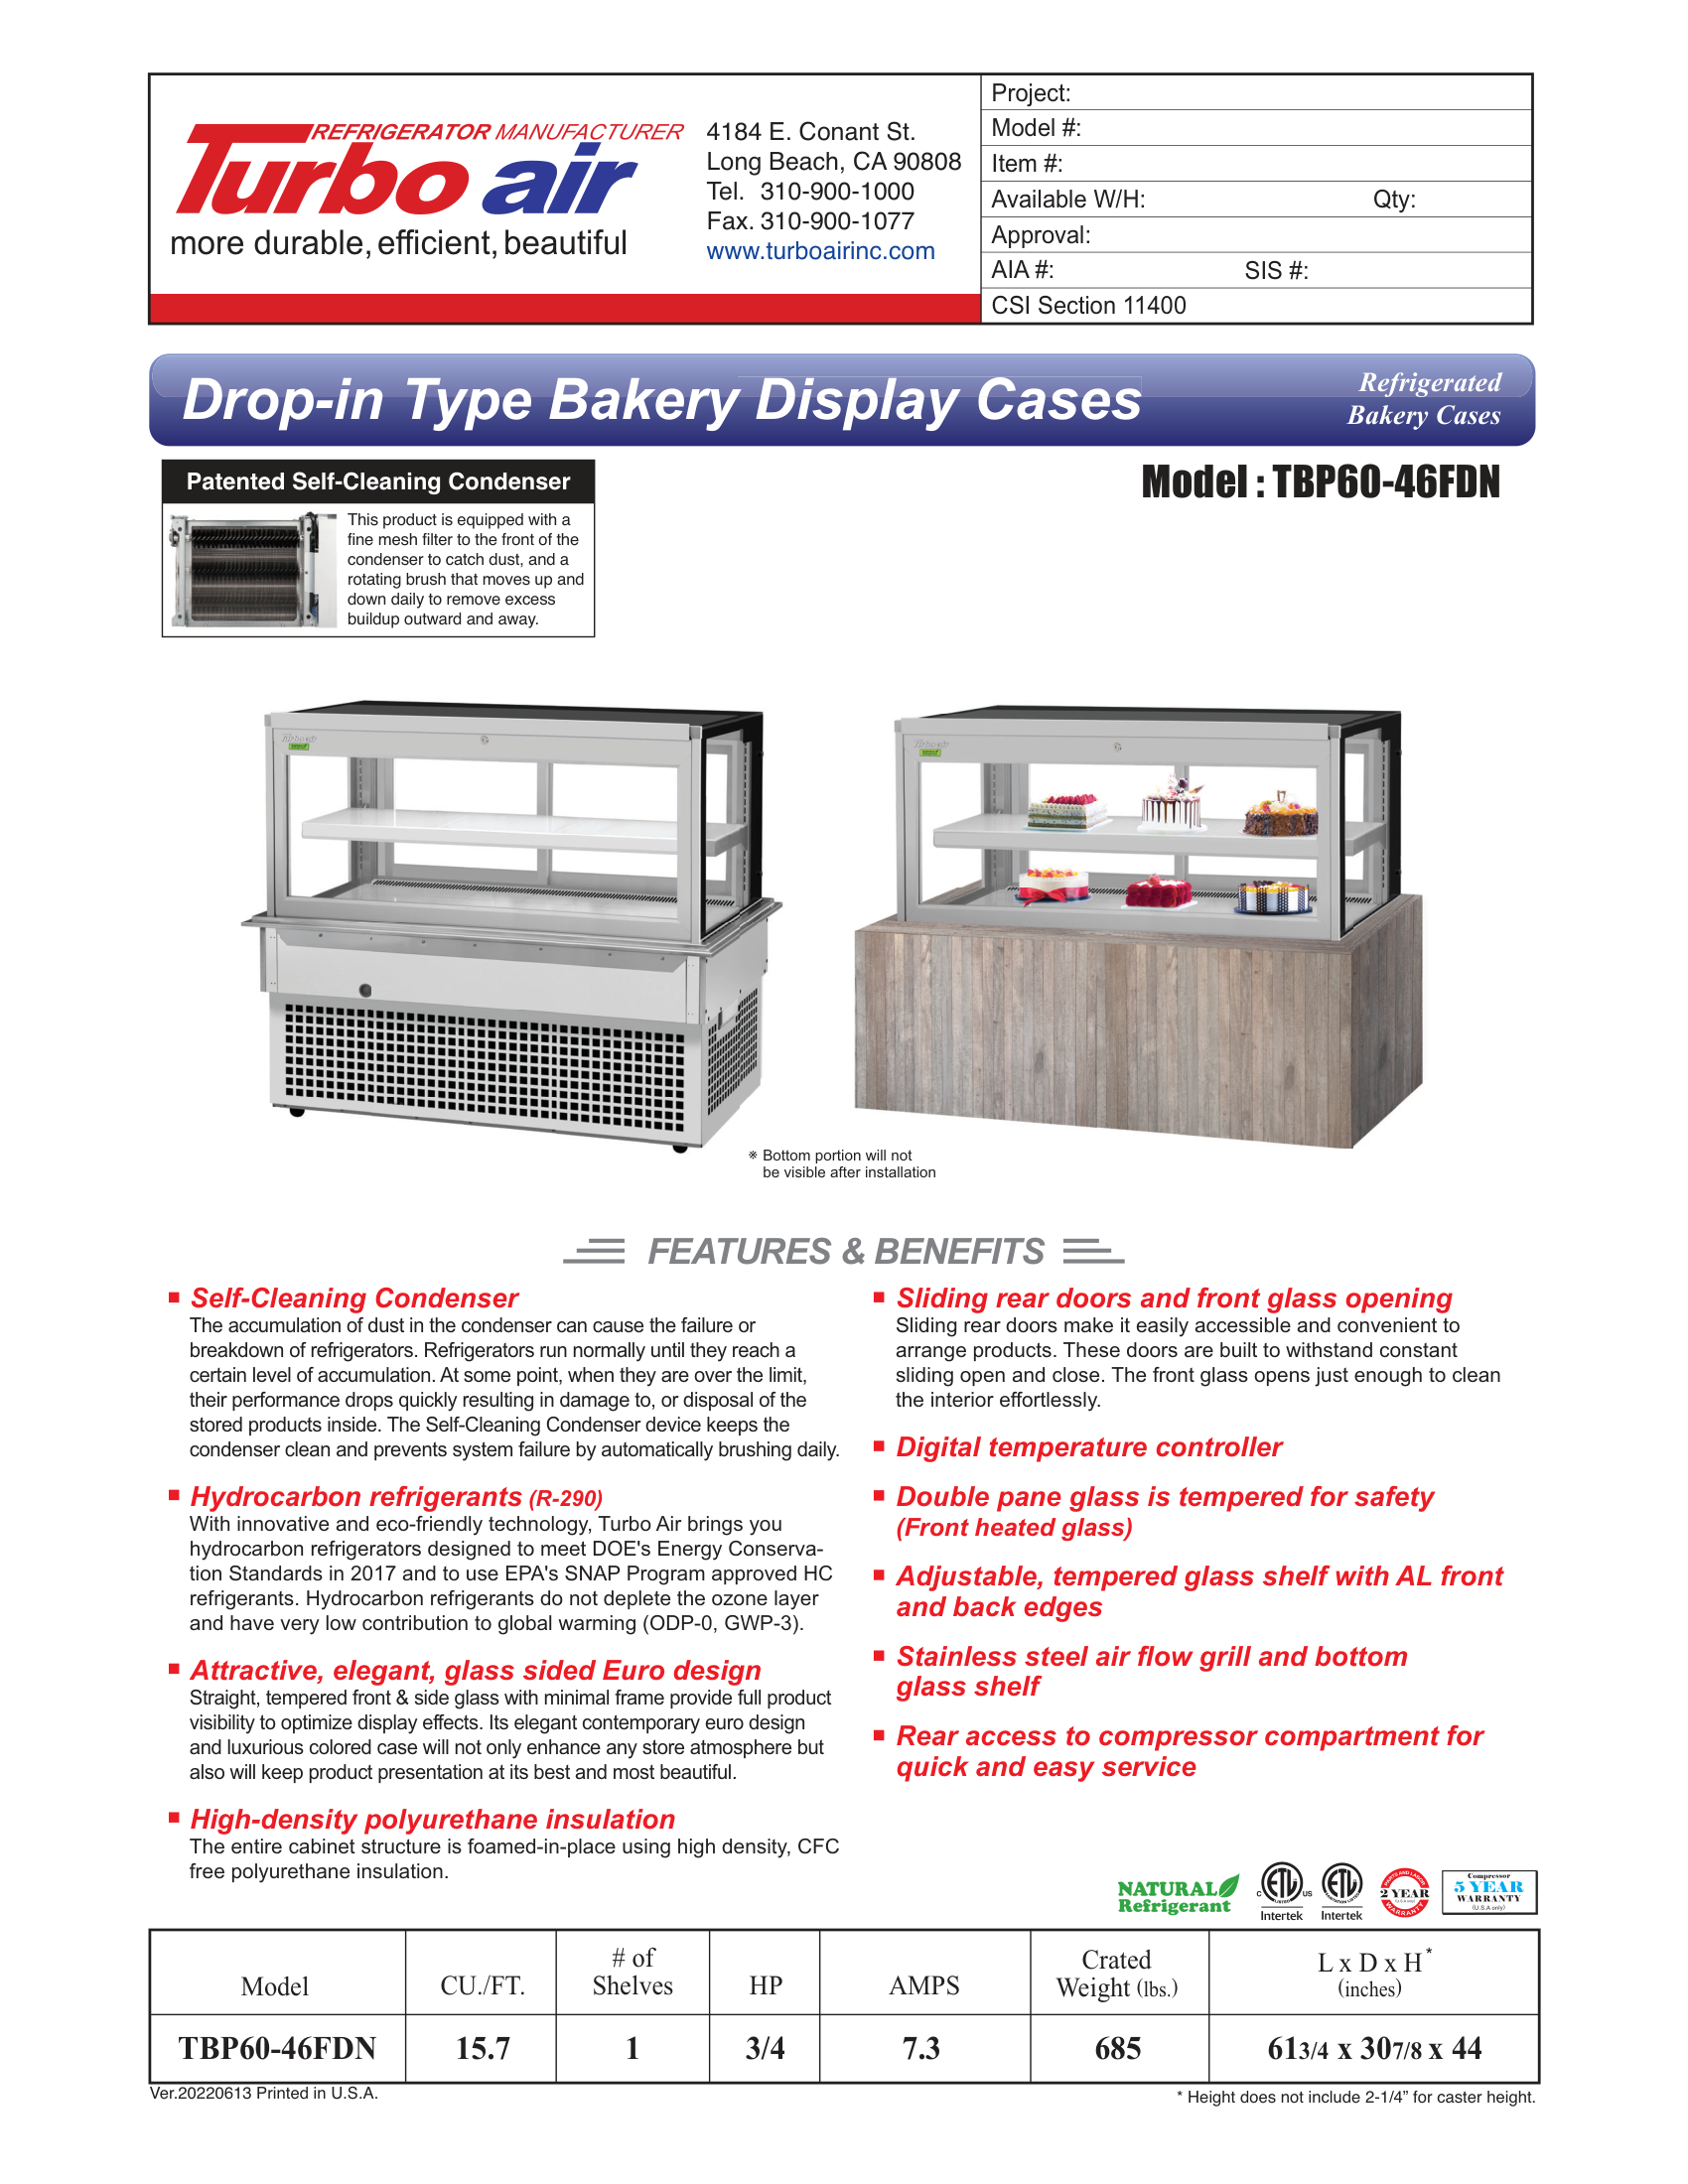 REFRIGERATOR MANUFACTURER
Turbo air
more durable, efficient, beautiful
4184 E. Conant St.
Long Beach, CA 90808
Tel. 310-900-1000
Fax. 310-900-1077
www.turboairinc.com
Project:
Model #:
Item #:
Available W/H: Qty:
Approval:
AIA #: SIS #:
CSI Section 11400
Drop-in Type Bakery Display Cases
Refrigerated
Bakery Cases
Patented Self-Cleaning Condenser
This product is equipped with a
fine mesh filter to the front of the
condenser to catch dust, and a
rotating brush that moves up and
down daily to remove excess
buildup outward and away.
Model : TBP60-46FDN
Turbo air
Turbo air
※ Bottom portion will not
be visible after installation
FEATURES & BENEFITS
Self-Cleaning Condenser
The accumulation of dust in the condenser can cause the failure or
breakdown of refrigerators. Refrigerators run normally until they reach a
certain level of accumulation. At some point, when they are over the limit,
their performance drops quickly resulting in damage to, or disposal of the
stored products inside. The Self-Cleaning Condenser device keeps the
condenser clean and prevents system failure by automatically brushing daily.
Hydrocarbon refrigerants (R-290)
With innovative and eco-friendly technology, Turbo Air brings you
hydrocarbon refrigerators designed to meet DOE's Energy Conserva-
tion Standards in 2017 and to use EPA's SNAP Program approved HC
refrigerants. Hydrocarbon refrigerants do not deplete the ozone layer
and have very low contribution to global warming (ODP-0, GWP-3).
Attractive, elegant, glass sided Euro design
Straight, tempered front & side glass with minimal frame provide full product
visibility to optimize display effects. Its elegant contemporary euro design
and luxurious colored case will not only enhance any store atmosphere but
also will keep product presentation at its best and most beautiful.
High-density polyurethane insulation
The entire cabinet structure is foamed-in-place using high density, CFC
free polyurethane insulation.
Sliding rear doors and front glass opening
Sliding rear doors make it easily accessible and convenient to
arrange products. These doors are built to withstand constant
sliding open and close. The front glass opens just enough to clean
the interior effortlessly.
Digital temperature controller
Double pane glass is tempered for safety
(Front heated glass)
Adjustable, tempered glass shelf with AL front
and back edges
Stainless steel air flow grill and bottom
glass shelf
Rear access to compressor compartment for
quick and easy service
NATURAL
Refrigerant
C ETL US
Intertek
ETL
Intertek
PARTS AND LABOR
2 YEAR
WARRANTY
Compressor
5 YEAR
WARRANTY
(U.S.A only)
Model CU./FT. # of Shelves HP AMPS Crated Weight (lbs.) L x D x H* (inches)
TBP60-46FDN 15.7 1 3/4 7.3 685 61 3/4 x 30 7/8 x 44
Ver.20220613 Printed in U.S.A.
* Height does not include 2-1/4” for caster height.